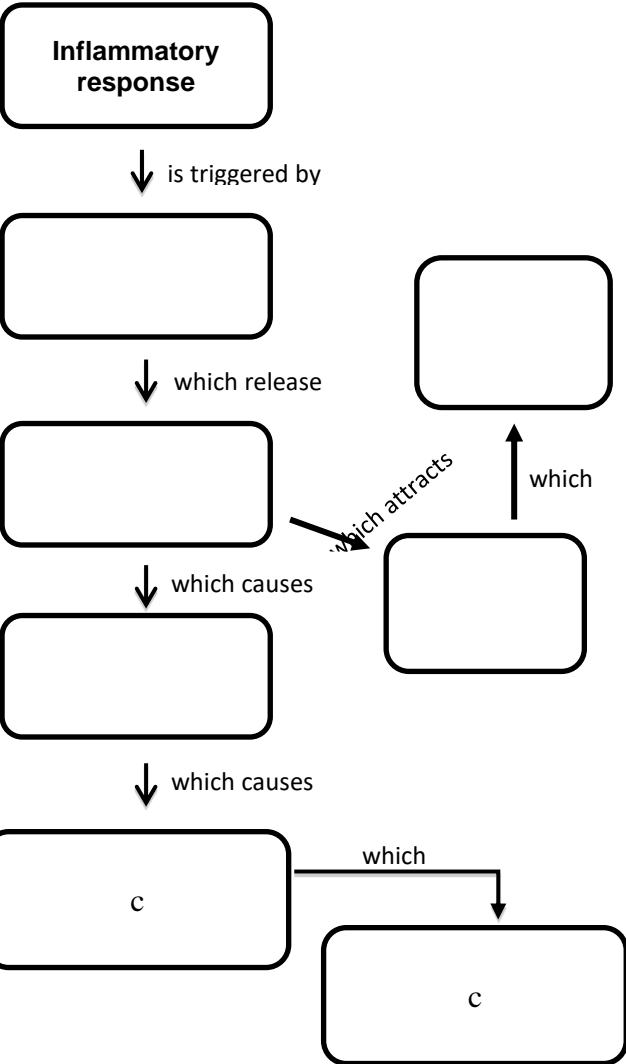 Inflammatory
response
is triggered by
which release
which attracts
which
which causes
which causes
which
c
c